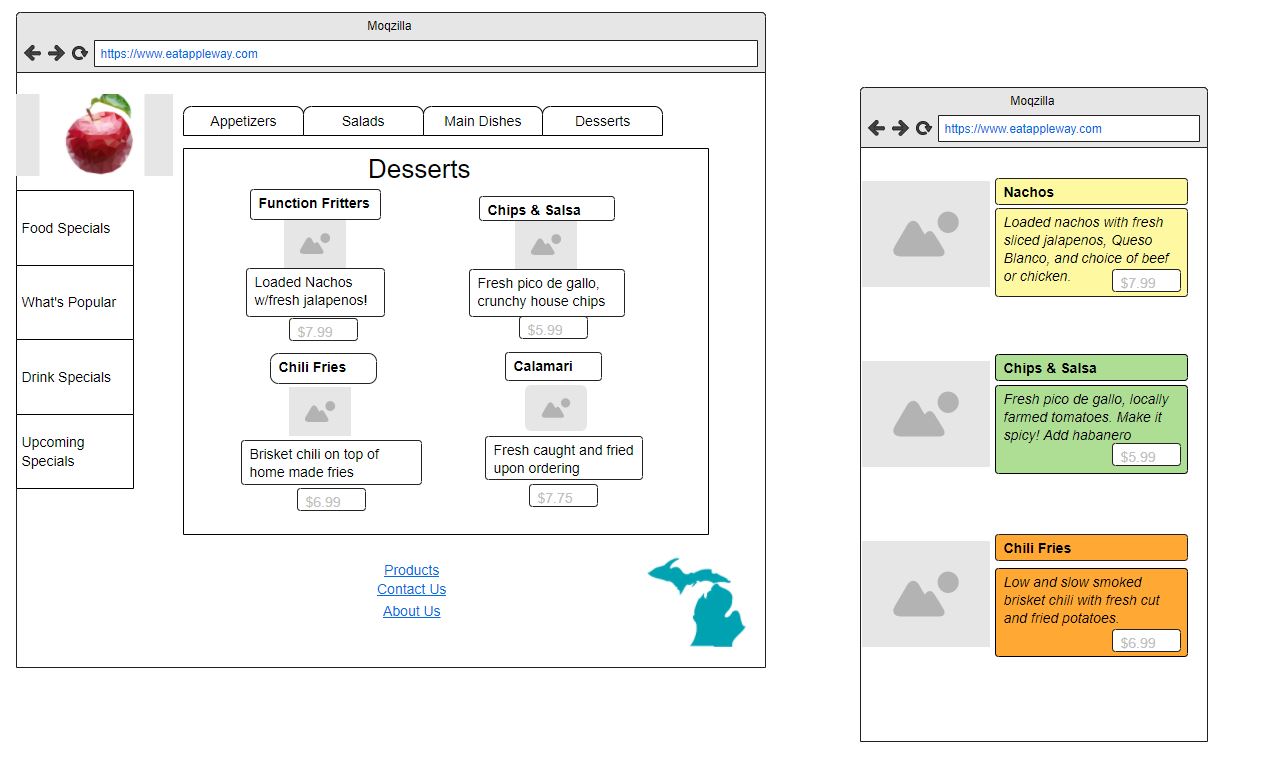 Moqzilla
https://www.eatappleway.com
Appetizers
Salads
Main Dishes
Desserts
Food Specials
What's Popular
Drink Specials
Upcoming
Specials
Desserts
Function Fritters
Loaded Nachos
w/fresh jalapenos!
$7.99
Chips & Salsa
Fresh pico de gallo,
crunchy house chips
$5.99
Chili Fries
Brisket chili on top of
home made fries
$6.99
Calamari
Fresh caught and fried
upon ordering
$7.75
Products
Contact Us
About Us
Moqzilla
https://www.eatappleway.com
Nachos
Loaded nachos with fresh
sliced jalapenos, Queso
Blanco, and choice of beef
or chicken.
$7.99
Chips & Salsa
Fresh pico de gallo, locally
farmed tomatoes. Make it
spicy! Add habanero
$5.99
Chili Fries
Low and slow smoked
brisket chili with fresh cut
and fried potatoes.
$6.99